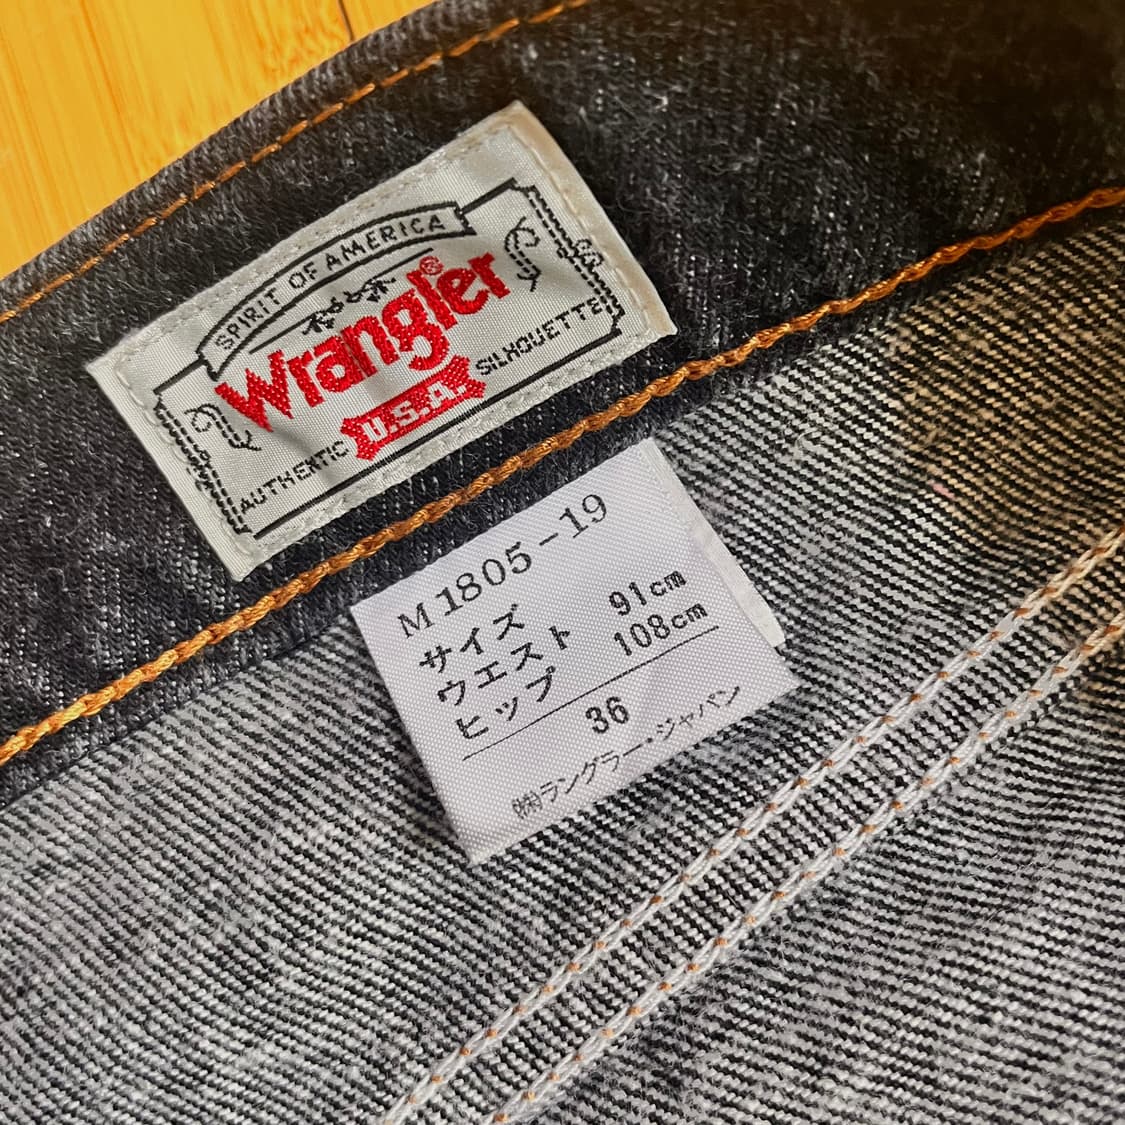 SPIRIT OF AMERICA
Wrangler®
U.S.A.
AUTHENTIC SILHOUETTE
M1805-19
サイズ
ウエスト 91cm
ヒップ 108cm
36
㈱ラングラー・ジャパン